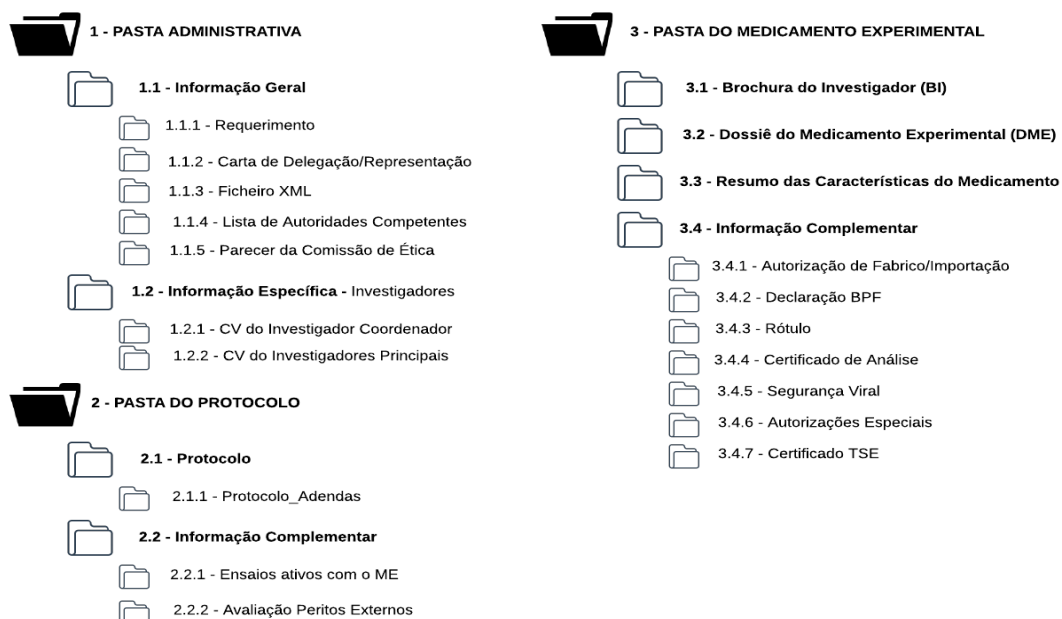 1 - PASTA ADMINISTRATIVA
1.1 - Informação Geral
1.1.1 - Requerimento
1.1.2 - Carta de Delegação/Representação
1.1.3 - Ficheiro XML
1.1.4 - Lista de Autoridades Competentes
1.1.5 - Parecer da Comissão de Ética
1.2 - Informação Específica - Investigadores
1.2.1 - CV do Investigador Coordenador
1.2.2 - CV do Investigadores Principais
2 - PASTA DO PROTOCOLO
2.1 - Protocolo
2.1.1 - Protocolo_Adendas
2.2 - Informação Complementar
2.2.1 - Ensaios ativos com o ME
2.2.2 - Avaliação Peritos Externos
3 - PASTA DO MEDICAMENTO EXPERIMENTAL
3.1 - Brochura do Investigador (BI)
3.2 - Dossiê do Medicamento Experimental (DME)
3.3 - Resumo das Características do Medicamento
3.4 - Informação Complementar
3.4.1 - Autorização de Fabrico/Importação
3.4.2 - Declaração BPF
3.4.3 - Rótulo
3.4.4 - Certificado de Análise
3.4.5 - Segurança Viral
3.4.6 - Autorizações Especiais
3.4.7 - Certificado TSE